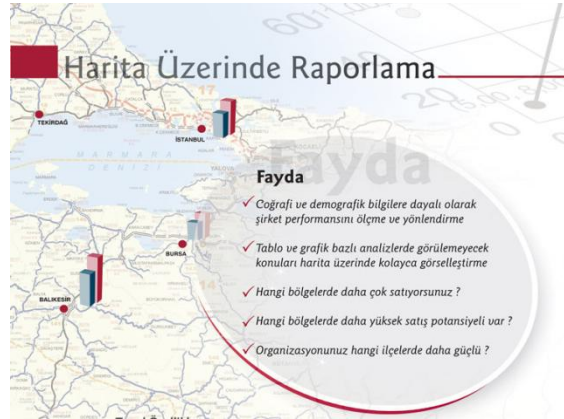 Harita Üzerinde Raporlama
TEKİRDAĞ
İSTANBUL
MARMARA
DENİZİ
BURSA
BALIKESİR
17
14
Fayda
Fayda
Coğrafi ve demografik bilgilere dayalı olarak
şirket performansını ölçme ve yönlendirme
Tablo ve grafik bazlı analizlerde görülemeyecek
konuları harita üzerinde kolayca görselleştirme
Hangi bölgelerde daha çok satıyorsunuz ?
Hangi bölgelerde daha yüksek satış potansiyeli var ?
Organizasyonunuz hangi ilçelerde daha güçlü ?